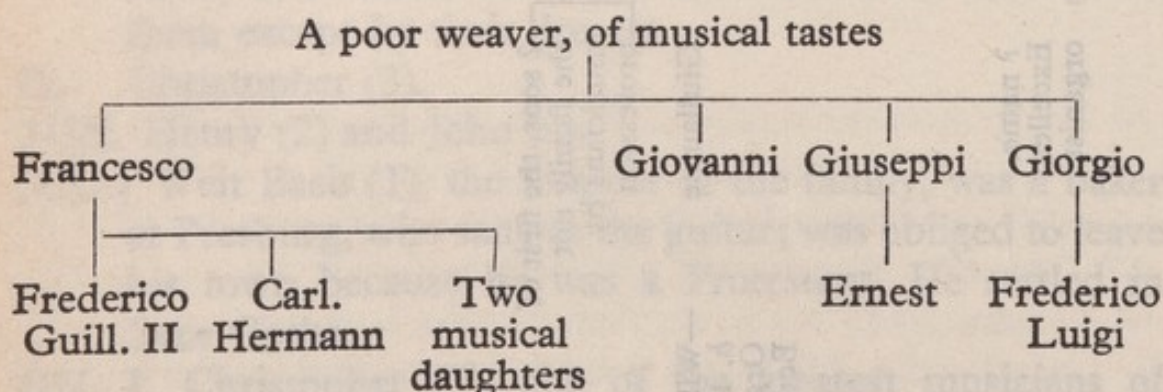 A poor weaver, of musical tastes
Francesco Giovanni Giuseppi Giorgio
Frederico Carl. Two Ernest Frederico
Guill. II Hermann musical Luigi
daughters